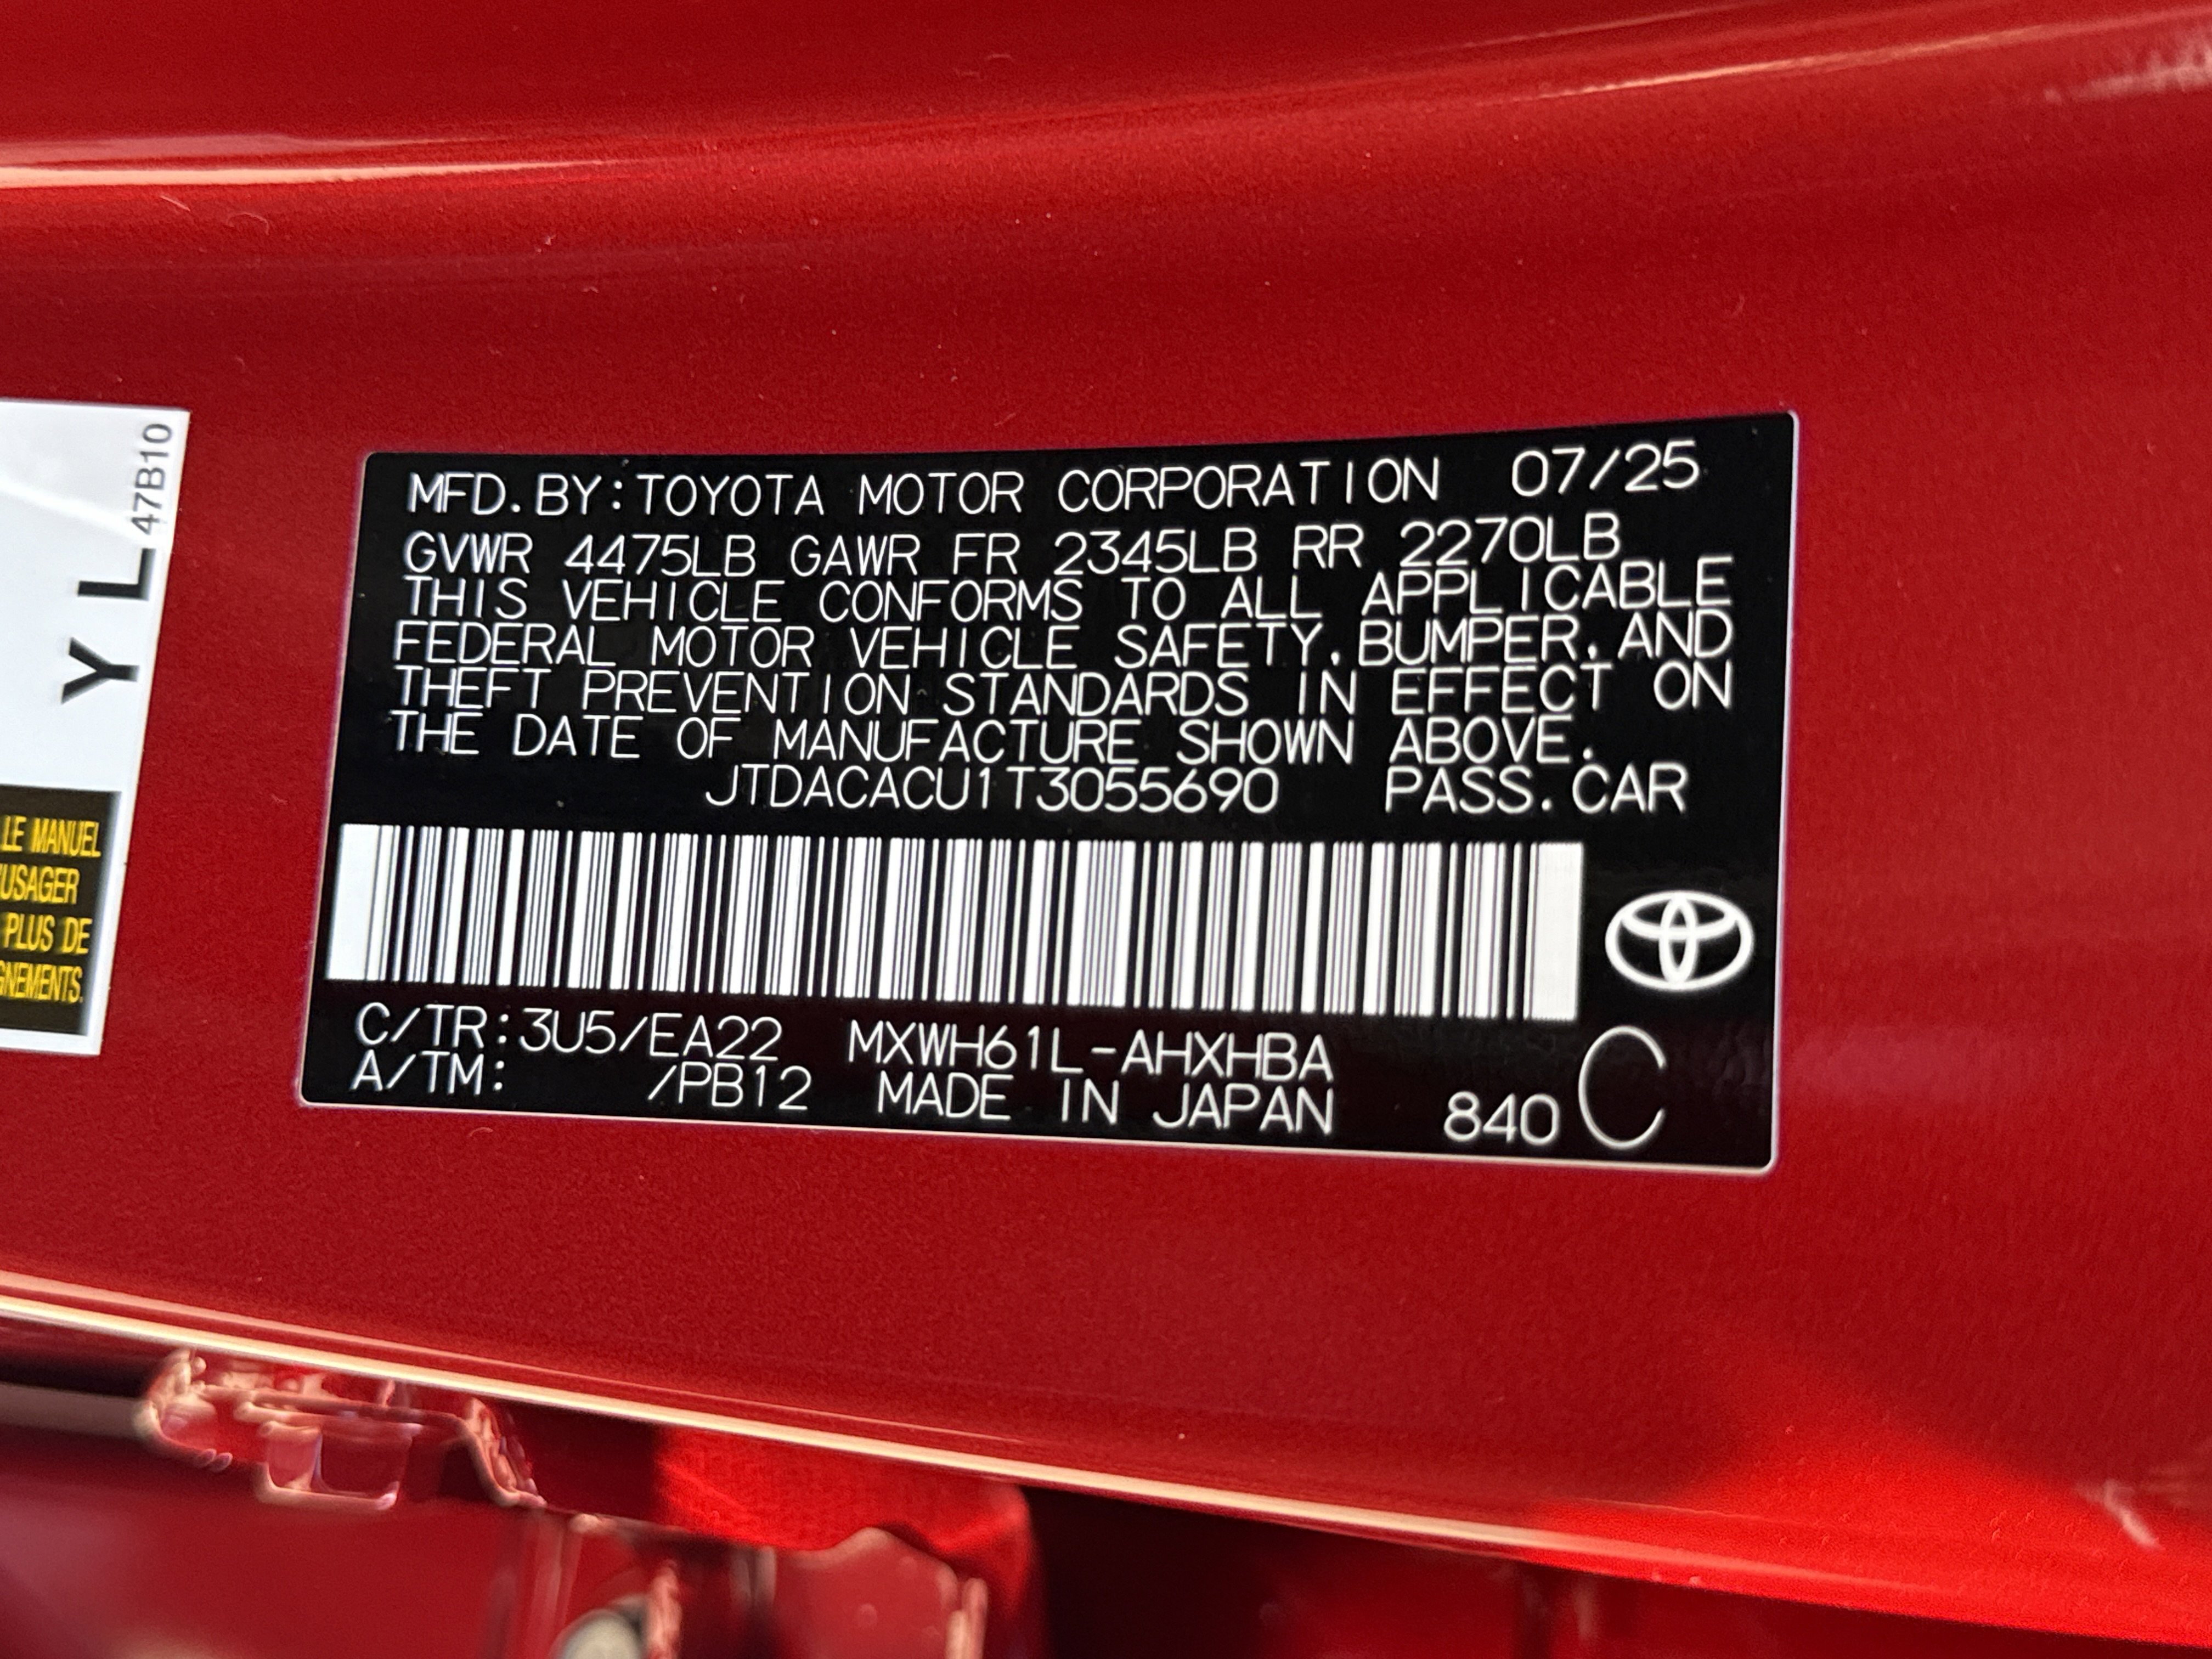 MFD.BY:TOYOTA MOTOR CORPORATION 07/25
GVWR 4475LB GAWR FR 2345LB RR 2270LB
THIS VEHICLE CONFORMS TO ALL APPLICABLE
FEDERAL MOTOR VEHICLE SAFETY, BUMPER, AND
THEFT PREVENTION STANDARDS IN EFFECT ON
THE DATE OF MANUFACTURE SHOWN ABOVE.
JTDACACU1T3055690 PASS.CAR
C/TR:3U5/EA22 MXWH61L-AHXHBA
A/TM: /PB12 MADE IN JAPAN 840 C
Y L 47B10
LE MANUEL
USAGER
PLUS DE